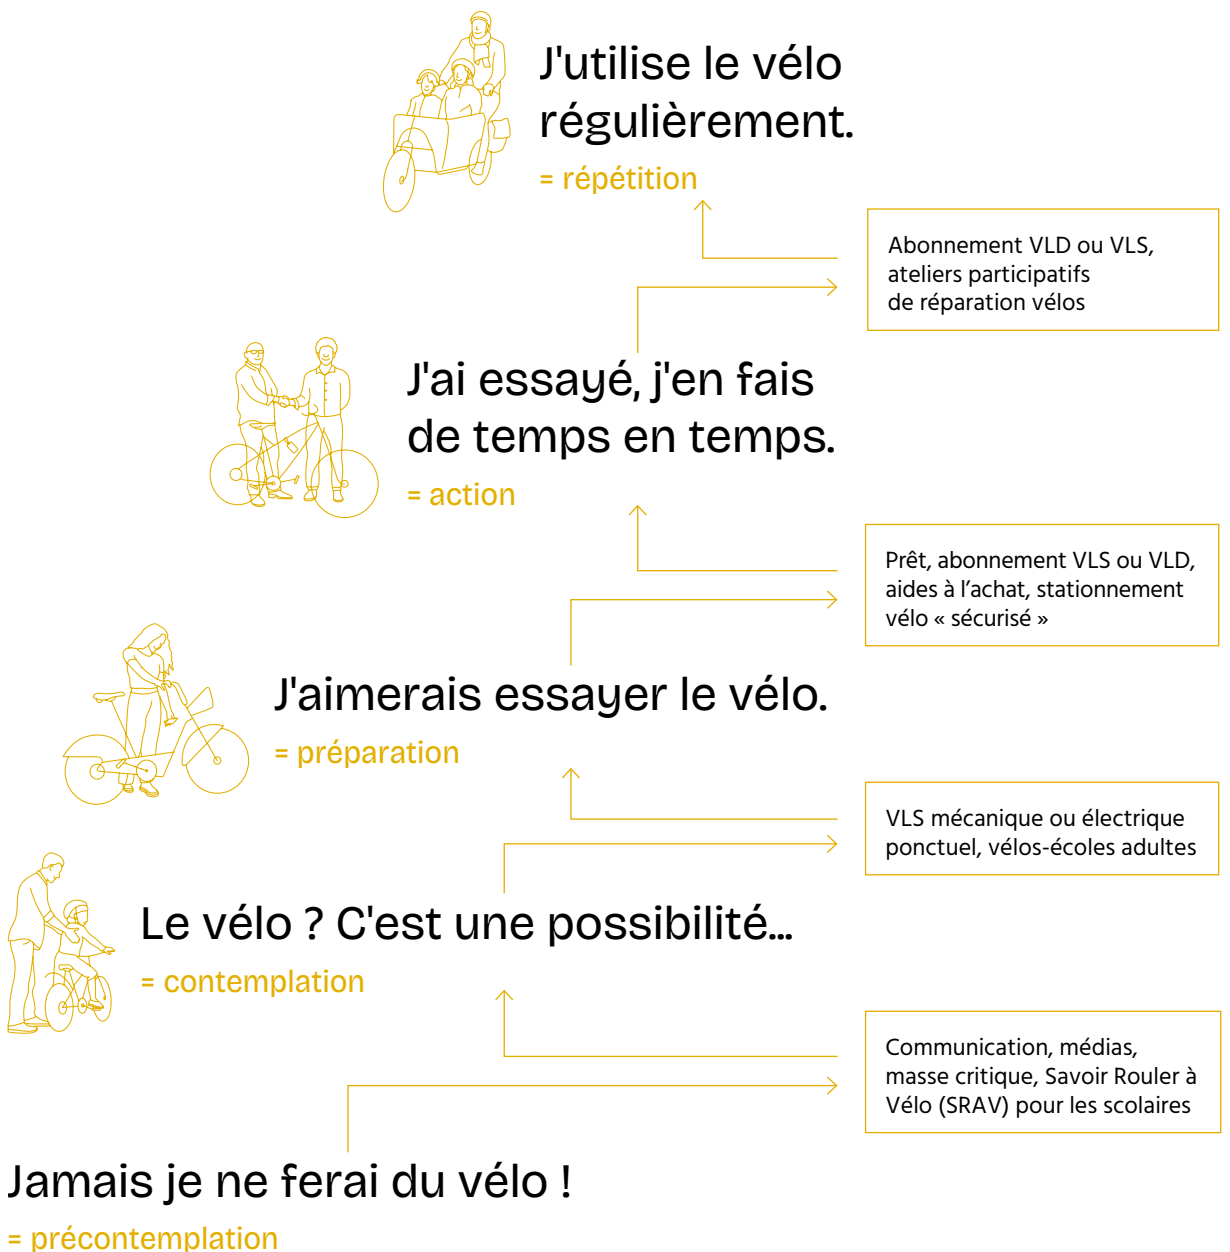 J'utilise le vélo
régulièrement.
= répétition
Abonnement VLD ou VLS,
ateliers participatifs
de réparation vélos
J'ai essayé, j'en fais
de temps en temps.
= action
Prêt, abonnement VLS ou VLD,
aides à l'achat, stationnement
vélo « sécurisé »
J'aimerais essayer le vélo.
= préparation
VLS mécanique ou électrique
ponctuel, vélos-écoles adultes
Le vélo ? C'est une possibilité...
= contemplation
Communication, médias,
masse critique, Savoir Rouler à
Vélo (SRAV) pour les scolaires
Jamais je ne ferai du vélo !
= précontemplation